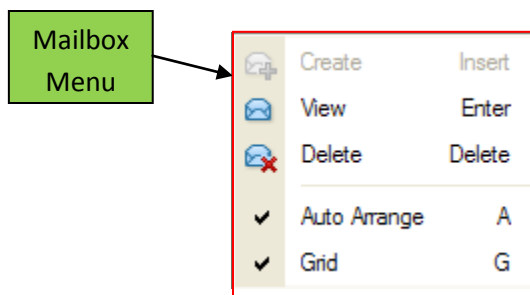 Mailbox
Menu
Create Insert
View Enter
Delete Delete
Auto Arrange A
Grid G